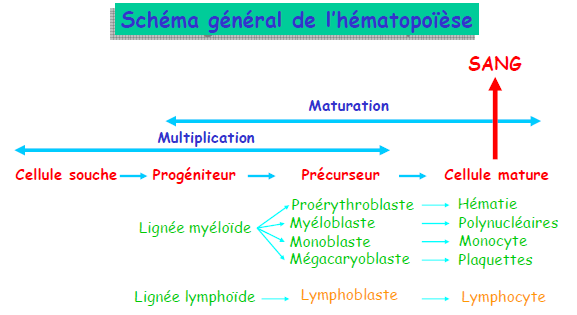 Schéma général de l'hématopoïèse
SANG
Maturation
Multiplication
Cellule souche Progéniteur Précurseur Cellule mature
Proérythroblaste Hématie
Lignée myéloïde Myéloblaste Polynucléaires
Monoblaste Monocyte
Mégacaryoblaste Plaquettes
Lignée lymphoïde Lymphoblaste Lymphocyte